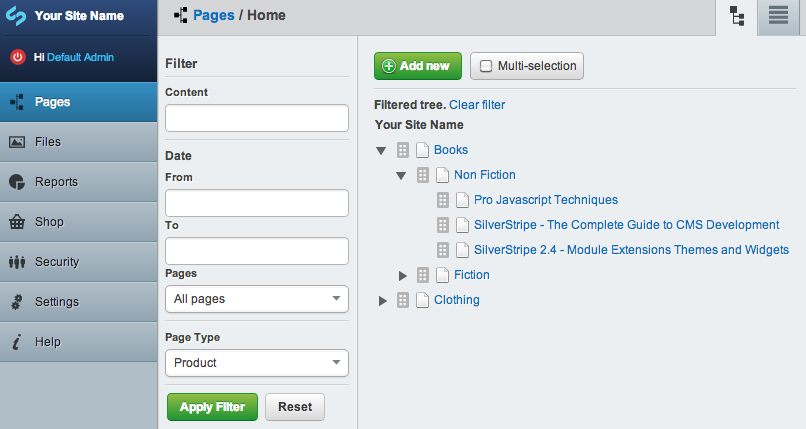 Your Site Name
Hi Default Admin
Pages
Files
Reports
Shop
Security
Settings
Help
Pages / Home
Filter
Content
Date
From
To
Pages
All pages
Page Type
Product
Apply Filter
Reset
Add new
Multi-selection
Filtered tree. Clear filter
Your Site Name
Books
Non Fiction
Pro Javascript Techniques
SilverStripe - The Complete Guide to CMS Development
SilverStripe 2.4 - Module Extensions Themes and Widgets
Fiction
Clothing